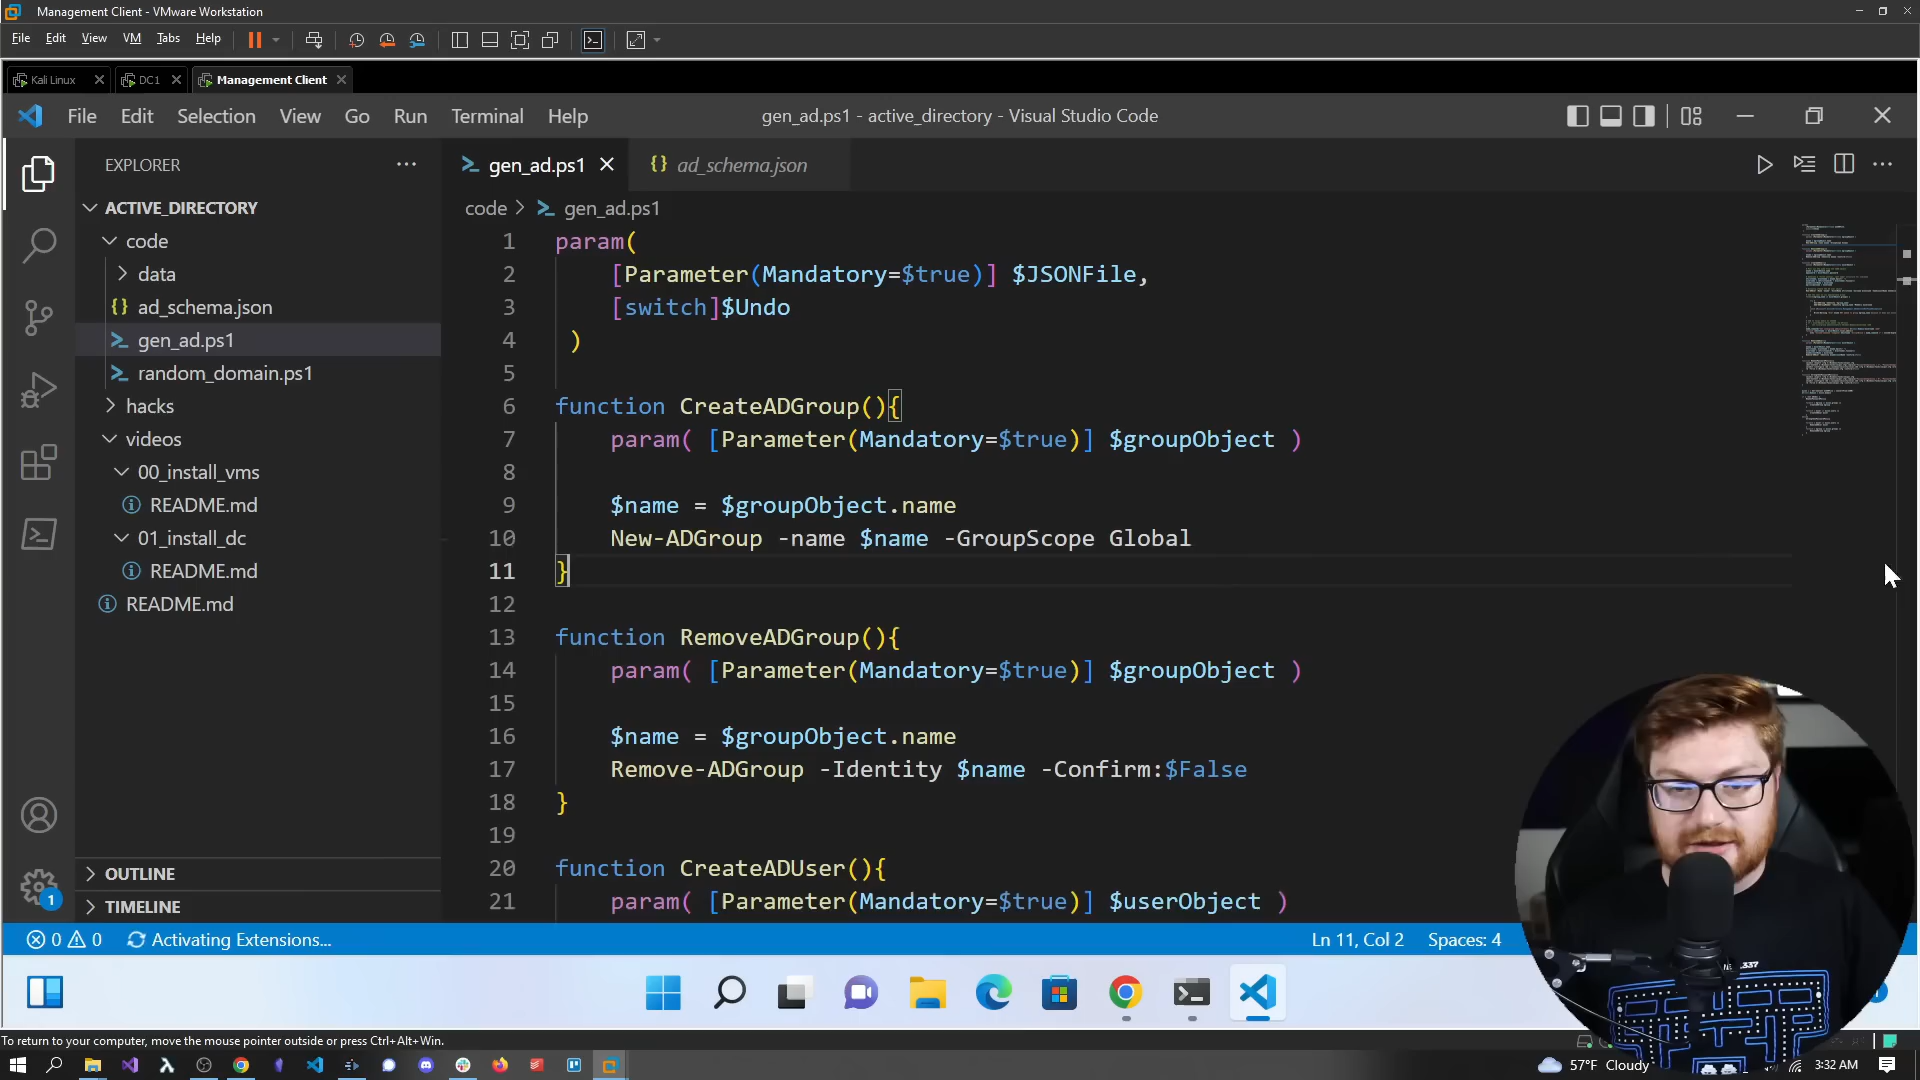 Management Client - VMware Workstation
File Edit View VM Tabs Help
Kali Linux DC1 Management Client
File Edit Selection View Go Run Terminal Help gen_ad.ps1 - active_directory - Visual Studio Code
EXPLORER
ACTIVE_DIRECTORY
code
data
ad_schema.json
gen_ad.ps1
random_domain.ps1
hacks
videos
00_install_vms
README.md
01_install_dc
README.md
README.md
OUTLINE
TIMELINE
gen_ad.ps1 ad_schema.json
code > gen_ad.ps1
1 param(
2 [Parameter(Mandatory=$true)] $JSONFile,
3 [switch]$Undo
4 )
5
6 function CreateADGroup(){
7 param( [Parameter(Mandatory=$true)] $groupObject )
8
9 $name = $groupObject.name
10 New-ADGroup -name $name -GroupScope Global
11 }
12
13 function RemoveADGroup(){
14 param( [Parameter(Mandatory=$true)] $groupObject )
15
16 $name = $groupObject.name
17 Remove-ADGroup -Identity $name -Confirm:$False
18 }
19
20 function CreateADUser(){
21 param( [Parameter(Mandatory=$true)] $userObject )
1
0 0 Activating Extensions... Ln 11, Col 2 Spaces: 4
To return to your computer, move the mouse pointer outside or press Ctrl+Alt+Win.
57°F Cloudy 3:32 AM